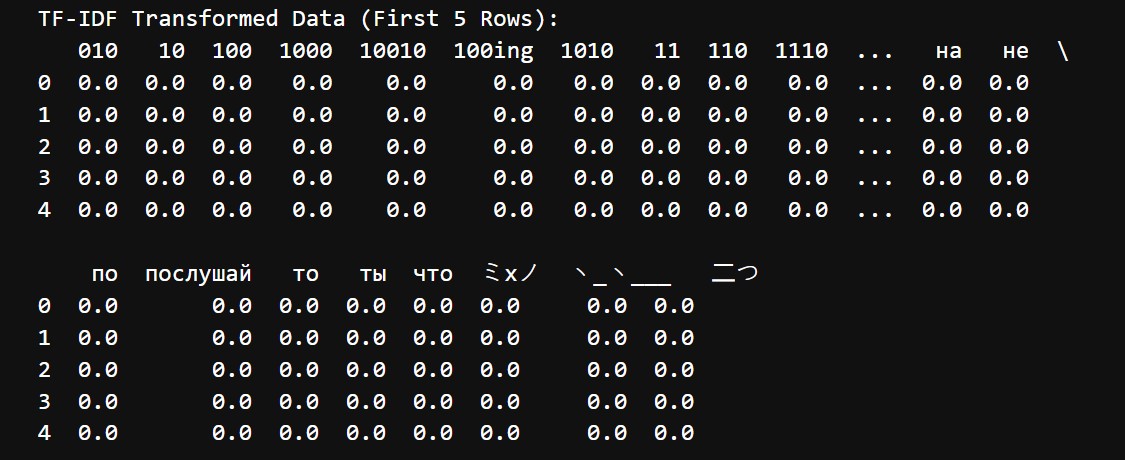 TF-IDF Transformed Data (First 5 Rows):
   010   10  100  1000  10010  100ing  1010   11  110  1110  ...   на   не  \
0  0.0  0.0  0.0   0.0    0.0     0.0   0.0  0.0  0.0   0.0  ...  0.0  0.0
1  0.0  0.0  0.0   0.0    0.0     0.0   0.0  0.0  0.0   0.0  ...  0.0  0.0
2  0.0  0.0  0.0   0.0    0.0     0.0   0.0  0.0  0.0   0.0  ...  0.0  0.0
3  0.0  0.0  0.0   0.0    0.0     0.0   0.0  0.0  0.0   0.0  ...  0.0  0.0
4  0.0  0.0  0.0   0.0    0.0     0.0   0.0  0.0  0.0   0.0  ...  0.0  0.0
    по  послушай   то   ты  что  ミxノ   ヽ_ヽ___   二つ
0  0.0       0.0  0.0  0.0  0.0  0.0     0.0  0.0
1  0.0       0.0  0.0  0.0  0.0  0.0     0.0  0.0
2  0.0       0.0  0.0  0.0  0.0  0.0     0.0  0.0
3  0.0       0.0  0.0  0.0  0.0  0.0     0.0  0.0
4  0.0       0.0  0.0  0.0  0.0  0.0     0.0  0.0